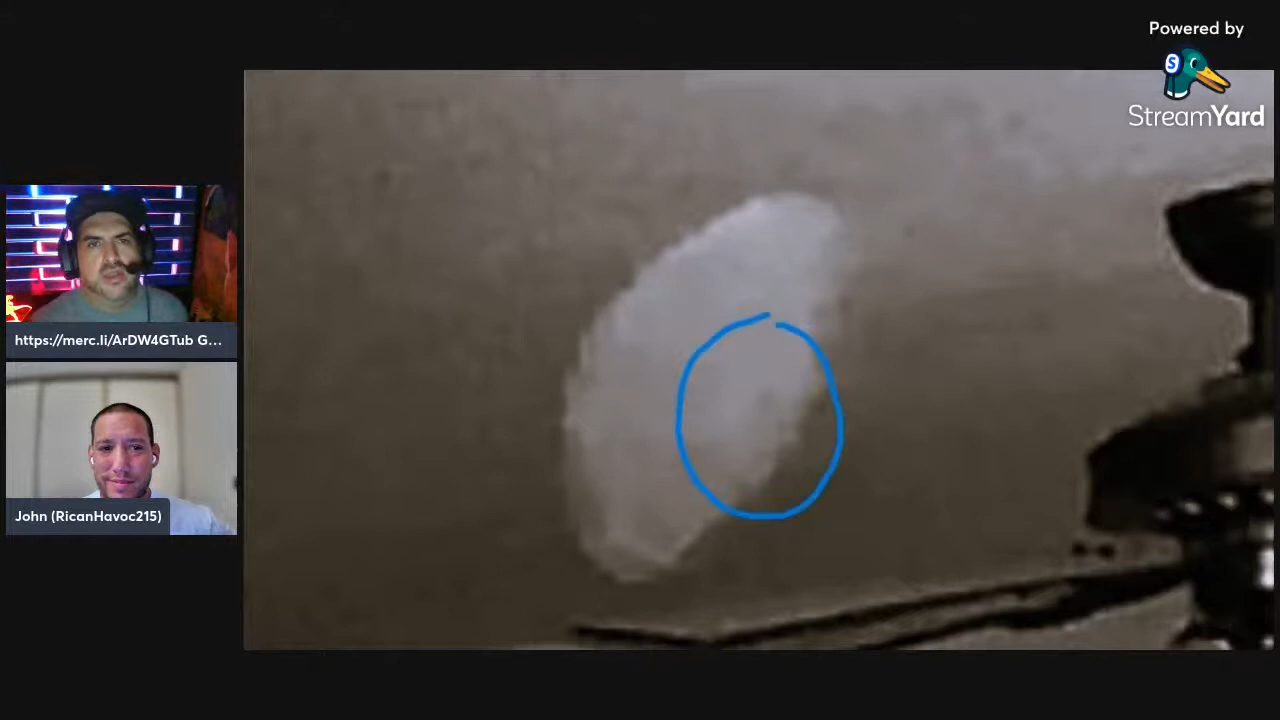 Powered by
S
StreamYard
https://merc.li/ArDW4GTub G...
John (RicanHavoc215)